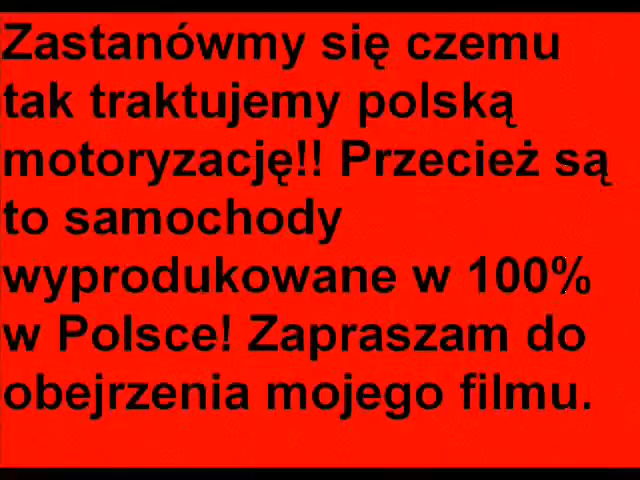 Zastanówmy się czemu
tak traktujemy polską
motoryzację!! Przecież są
to samochody
wyprodukowane w 100%
w Polsce! Zapraszam do
obejrzenia mojego filmu.